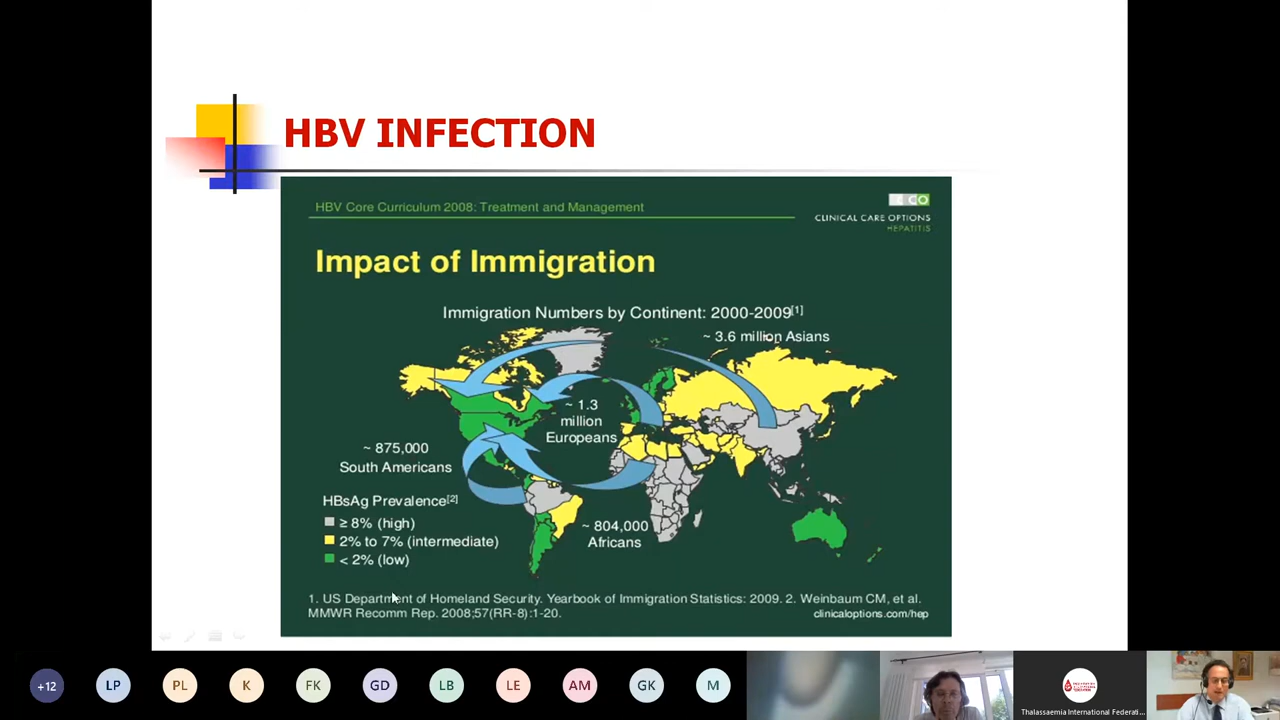 HBV INFECTION
HBV Core Curriculum 2008: Treatment and Management
CCO
CLINICAL CARE OPTIONS
HEPATITIS
Impact of Immigration
Immigration Numbers by Continent: 2000-2009[1]
~ 3.6 million Asians
~ 1.3
million
Europeans
~ 875,000
South Americans
HBsAg Prevalence[2]
≥ 8% (high)
2% to 7% (intermediate)
< 2% (low)
~ 804,000
Africans
1. US Department of Homeland Security. Yearbook of Immigration Statistics: 2009. 2. Weinbaum CM, et al.
MMWR Recomm Rep. 2008;57(RR-8):1-20.
clinicaloptions.com/hep
+12
LP
PL
K
FK
GD
LB
LE
AM
GK
M
Thalassaemia International Federati...